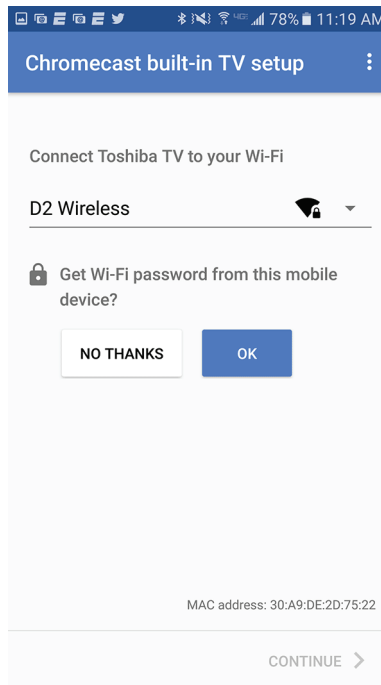 78% 11:19 AM
Chromecast built-in TV setup
Connect Toshiba TV to your Wi-Fi
D2 Wireless
Get Wi-Fi password from this mobile
device?
NO THANKS
OK
MAC address: 30:A9:DE:2D:75:22
CONTINUE